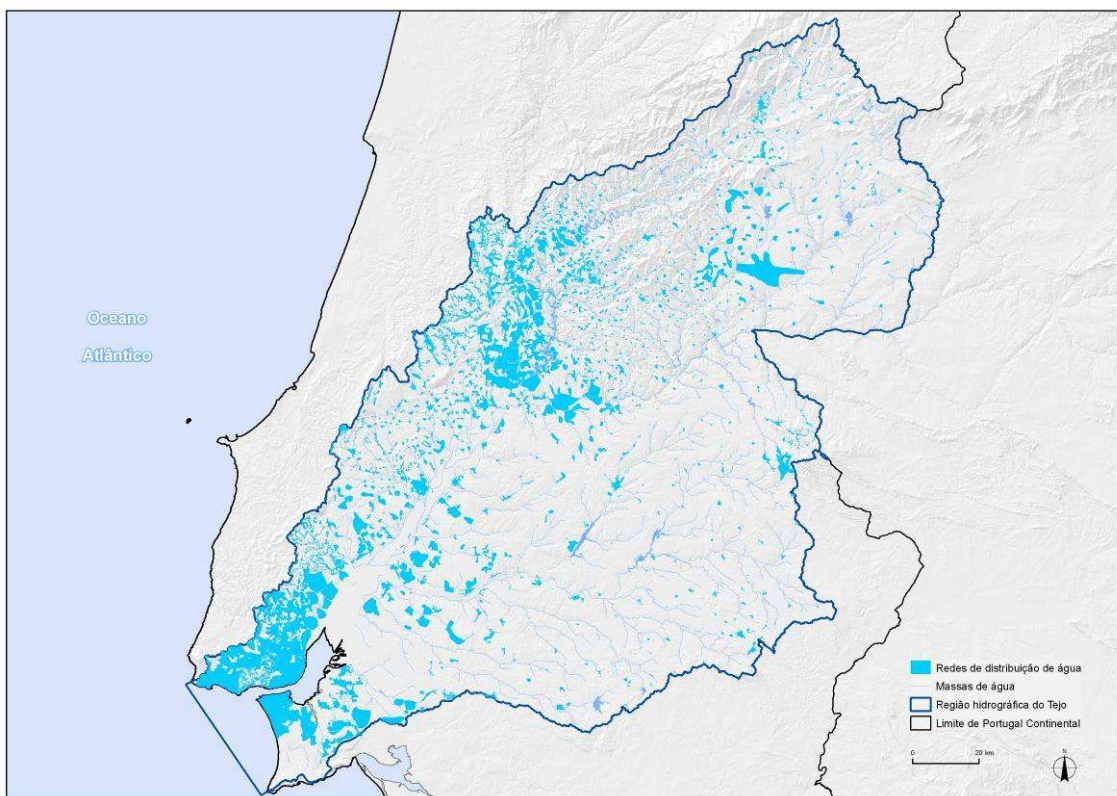 Oceano
Atlântico
Redes de distribuição de água
Massas de água
Região hidrográfica do Tejo
Limite de Portugal Continental
0 20 km
N